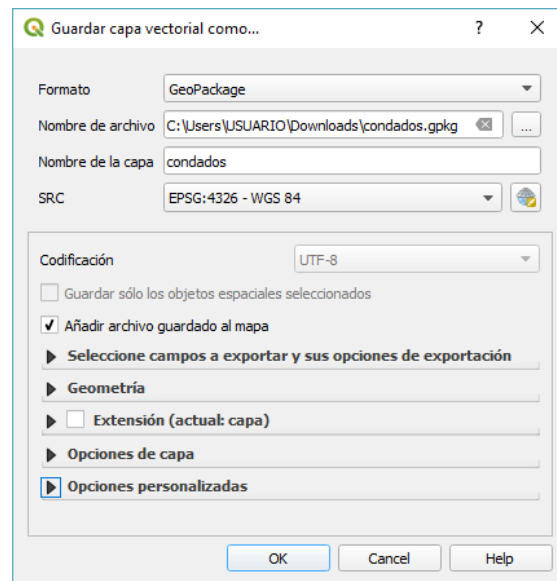 Guardar capa vectorial como...
Formato GeoPackage
Nombre de archivo C:\Users\USUARIO\Downloads\condados.gpkg ...
Nombre de la capa condados
SRC EPSG:4326 - WGS 84
Codificación UTF-8
Guardar sólo los objetos espaciales seleccionados
Añadir archivo guardado al mapa
Seleccione campos a exportar y sus opciones de exportación
Geometría
Extensión (actual: capa)
Opciones de capa
Opciones personalizadas
OK Cancel Help